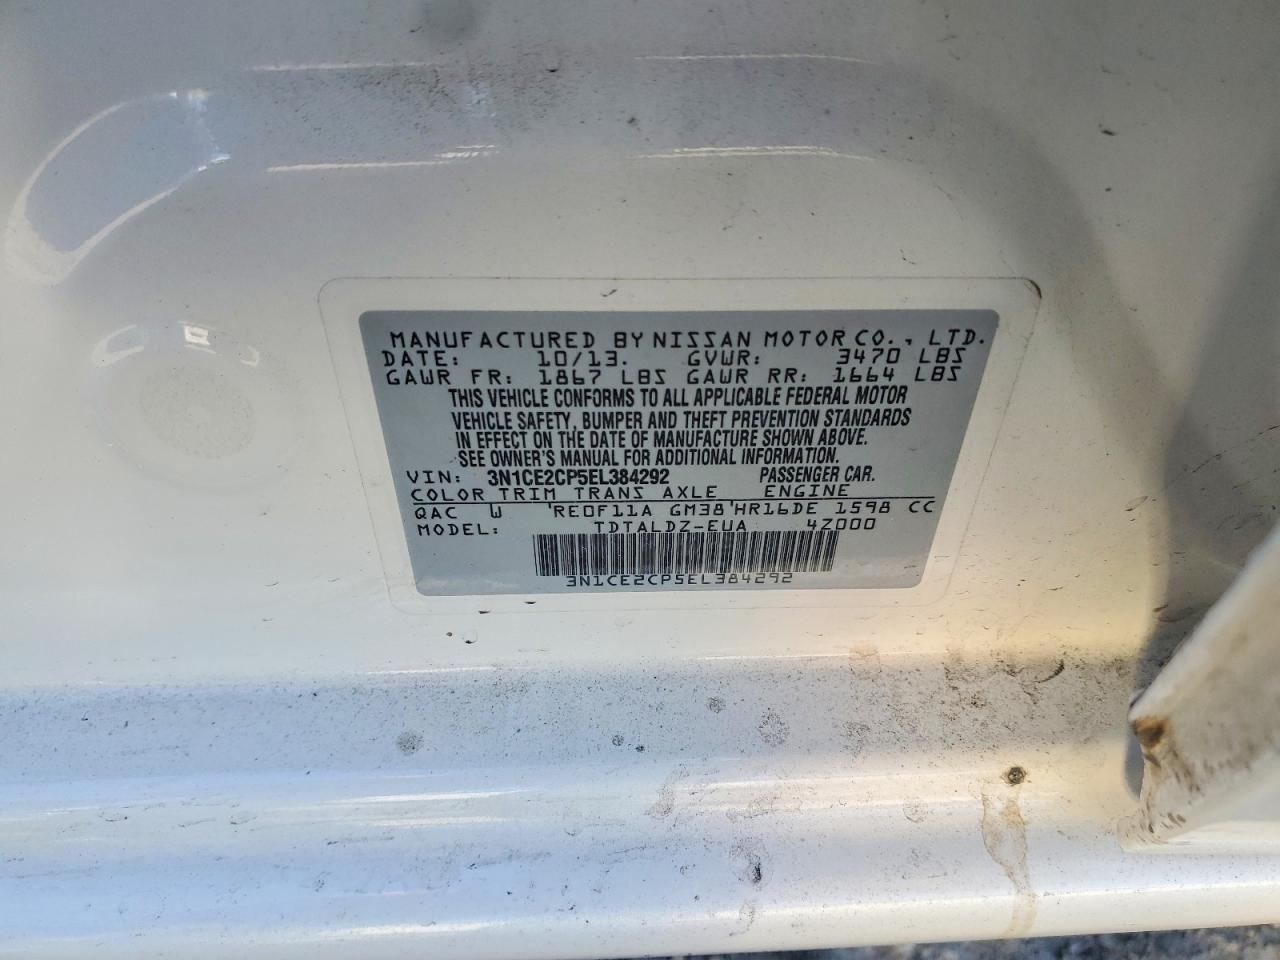 MANUFACTURED BY NISSAN MOTOR CO., LTD.
DATE: 10/13. GVWR: 3470 LBS
GAWR FR: 1867 LBS GAWR RR: 1664 LBS
THIS VEHICLE CONFORMS TO ALL APPLICABLE FEDERAL MOTOR
VEHICLE SAFETY, BUMPER AND THEFT PREVENTION STANDARDS
IN EFFECT ON THE DATE OF MANUFACTURE SHOWN ABOVE.
SEE OWNER'S MANUAL FOR ADDITIONAL INFORMATION.
VIN: 3N1CE2CP5EL384292 PASSENGER CAR.
COLOR TRIM TRANS AXLE ENGINE
QAC W 'RE0F11A GM38'HR16DE 1598 CC
MODEL: TDTALDZ-EUA 4Z000
3N1CE2CP5EL384292